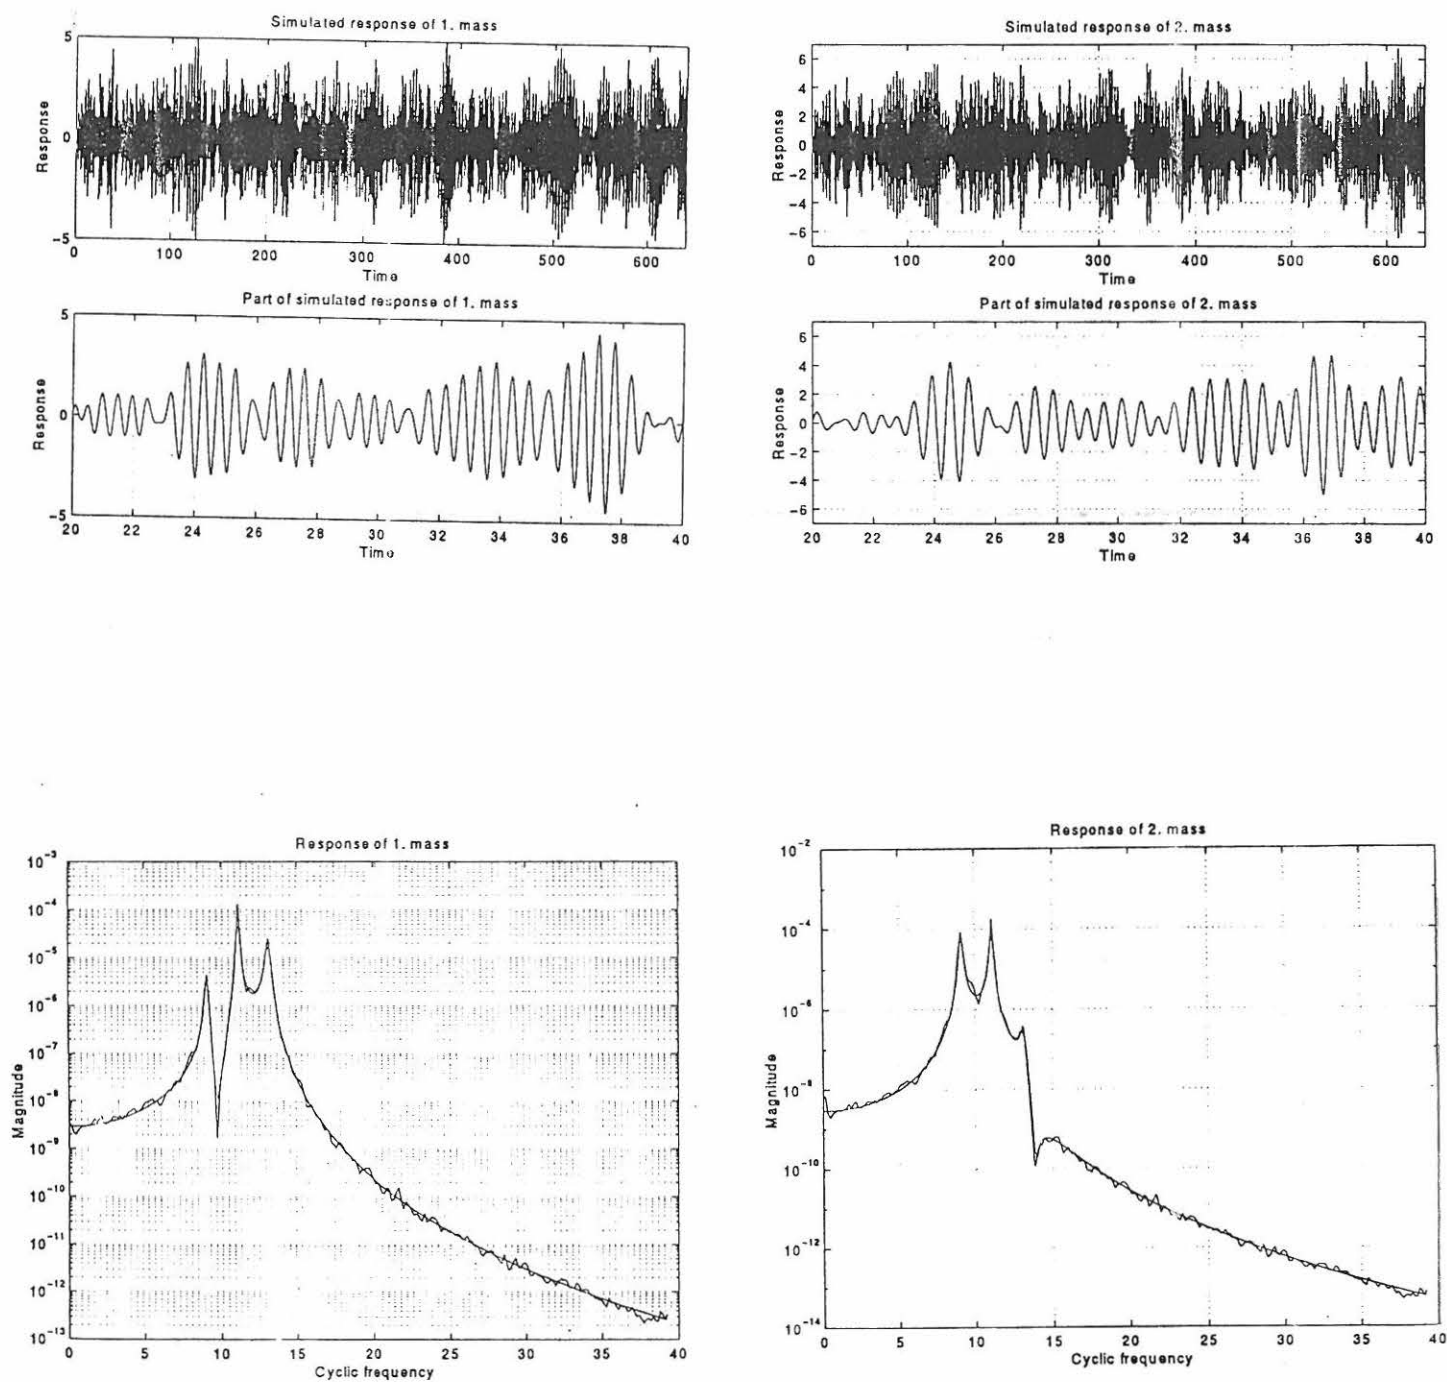 Simulated response of 1. mass
5
0
-5
Response
0 100 200 300 400 500 600
Time
Part of simulated response of 1. mass
5
0
-5
Response
20 22 24 26 28 30 32 34 36 38 40
Time
Simulated response of 2. mass
6
4
2
0
-2
-4
-6
Response
0 100 200 300 400 500 600
Time
Part of simulated response of 2. mass
6
4
2
0
-2
-4
-6
Response
20 22 24 26 28 30 32 34 36 38 40
Time
Response of 1. mass
10^-3
10^-4
10^-5
10^-6
10^-7
10^-8
10^-9
10^-10
10^-11
10^-12
10^-13
Magnitude
0 5 10 15 20 25 30 35 40
Cyclic frequency
Response of 2. mass
10^-2
10^-4
10^-6
10^-8
10^-10
10^-12
10^-14
Magnitude
0 5 10 15 20 25 30 35 40
Cyclic frequency